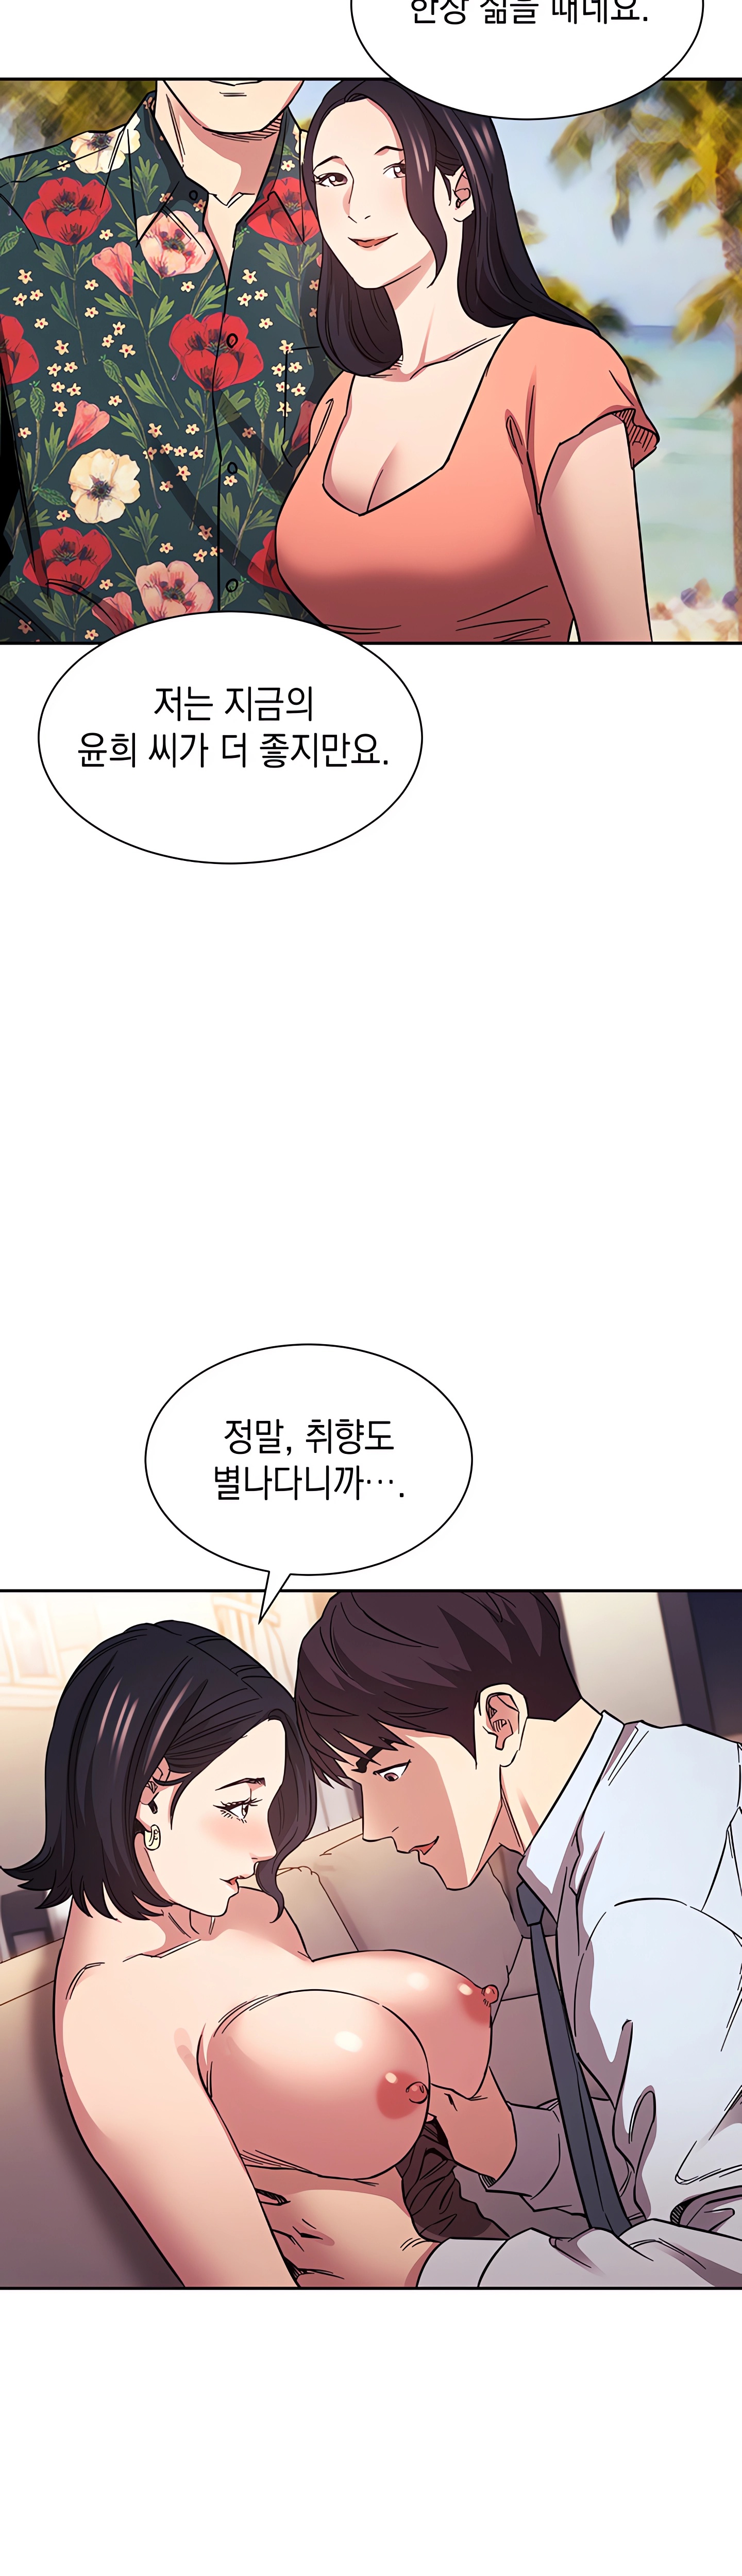 한창 젊을 때네요.
저는 지금의
윤희 씨가 더 좋지만요.
정말, 취향도
별나다니까….